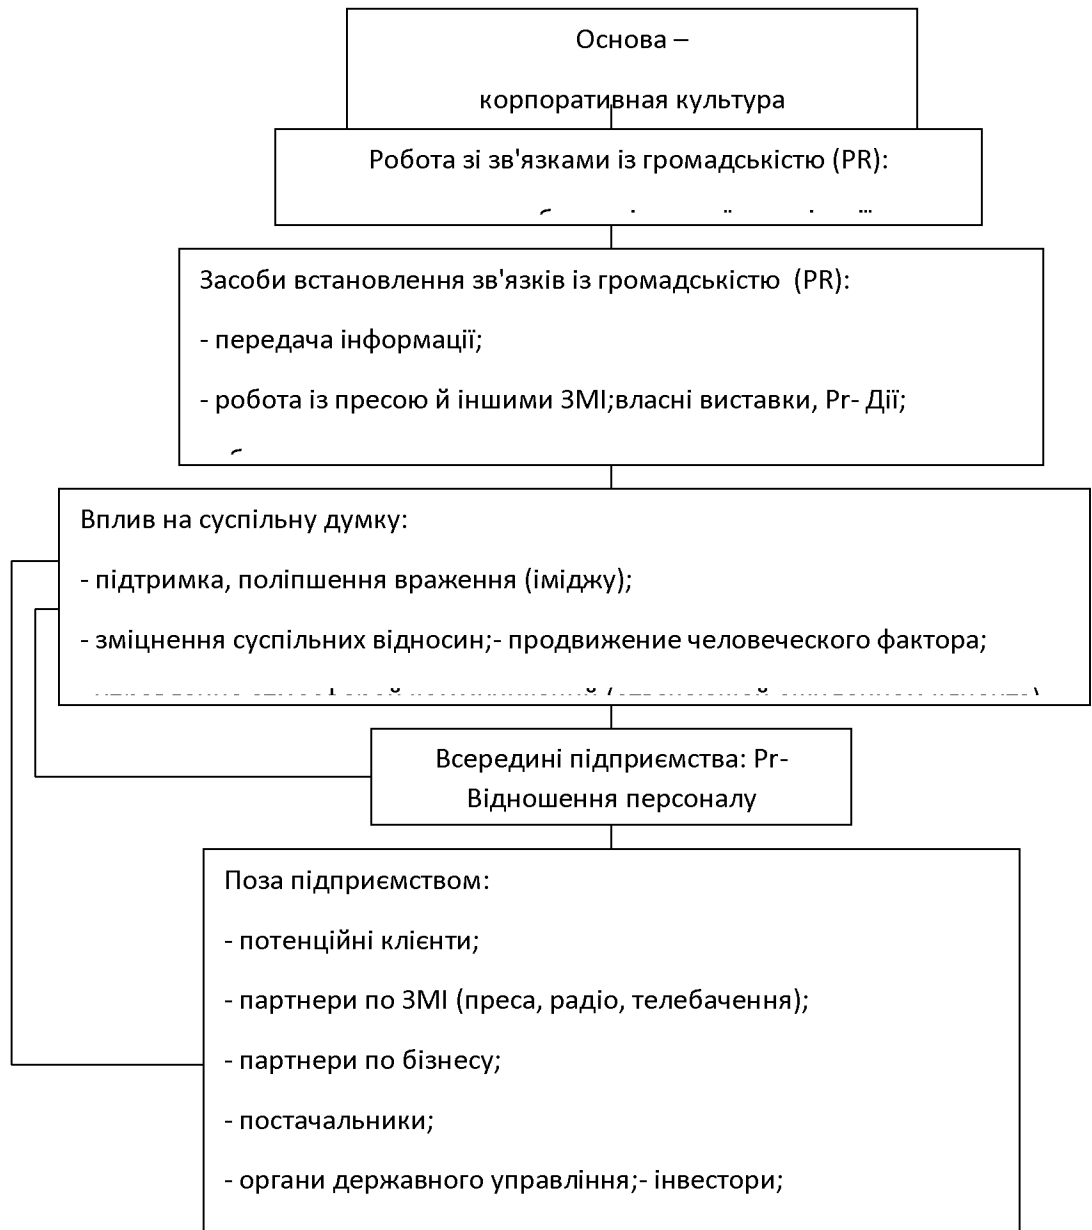 Основа –
корпоративная культура
Робота зі зв'язками із громадськістю (PR):
Засоби встановлення зв'язків із громадськістю (PR):
- передача інформації;
- робота із пресою й іншими ЗМІ;власні виставки, Pr- Дії;
Вплив на суспільну думку:
- підтримка, поліпшення враження (іміджу);
- зміцнення суспільних відносин;- продвижение человеческого фактора;
Всередині підприємства: Pr-
Відношення персоналу
Поза підприємством:
- потенційні клієнти;
- партнери по ЗМІ (преса, радіо, телебачення);
- партнери по бізнесу;
- постачальники;
- органи державного управління;- інвестори;